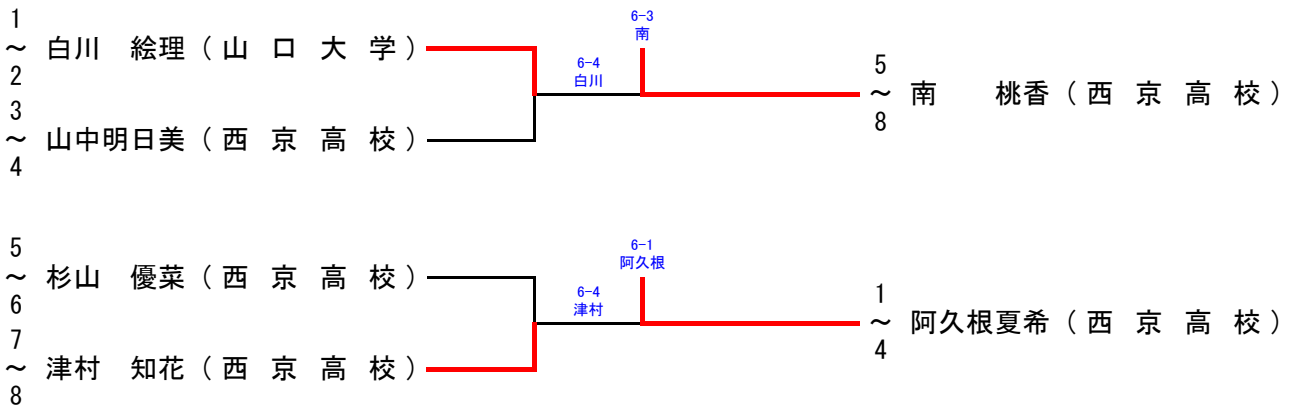 1
～
2
白川　絵理（山口大学）
6-3
南
6-4
白川
5
～
8
南　桃香（西京高校）
3
～
4
山中明日美（西京高校）
5
～
6
杉山　優菜（西京高校）
6-1
阿久根
6-4
津村
1
～
4
阿久根夏希（西京高校）
7
～
8
津村　知花（西京高校）